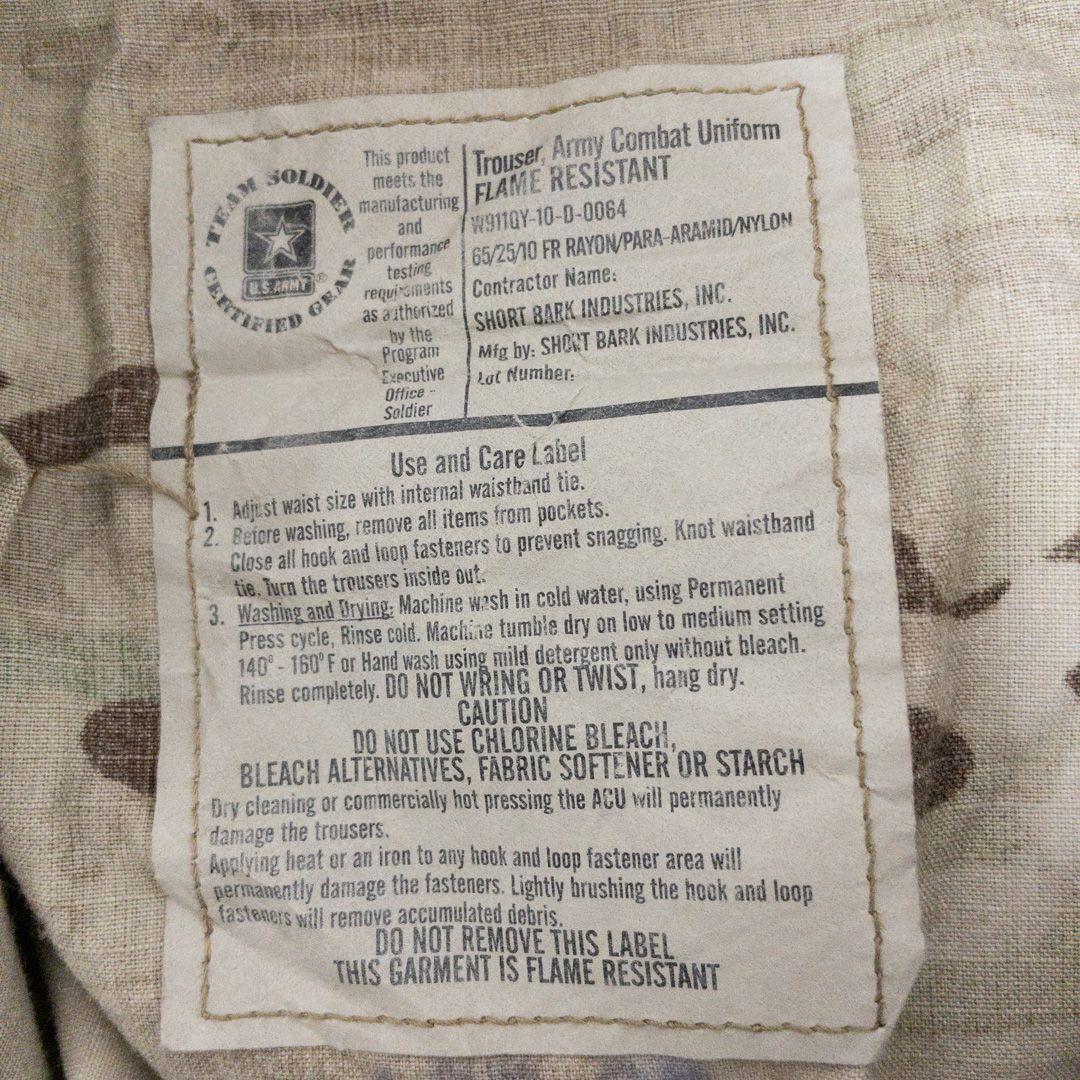 TEAM SOLDIER
U.S. ARMY ®
CERTIFIED GEAR
This product
meets the
manufacturing
and
performance
testing
requirements
as authorized
by the
Program
Executive
Office -
Soldier
Trouser, Army Combat Uniform
FLAME RESISTANT
W911QY-10-D-0064
65/25/10 FR RAYON/PARA-ARAMID/NYLON
Contractor Name:
SHORT BARK INDUSTRIES, INC.
Mfg by: SHORT BARK INDUSTRIES, INC.
Lot Number:
Use and Care Label
1. Adjust waist size with internal waistband tie.
2. Before washing, remove all items from pockets.
Close all hook and loop fasteners to prevent snagging. Knot waistband
tie. Turn the trousers inside out.
3. Washing and Drying: Machine wash in cold water, using Permanent
Press cycle, Rinse cold. Machine tumble dry on low to medium setting
140° - 160° F or Hand wash using mild detergent only without bleach.
Rinse completely. DO NOT WRING OR TWIST, hang dry.
CAUTION
DO NOT USE CHLORINE BLEACH,
BLEACH ALTERNATIVES, FABRIC SOFTENER OR STARCH
Dry cleaning or commercially hot pressing the ACU will permanently
damage the trousers.
Applying heat or an iron to any hook and loop fastener area will
permanently damage the fasteners. Lightly brushing the hook and loop
fasteners will remove accumulated debris.
DO NOT REMOVE THIS LABEL
THIS GARMENT IS FLAME RESISTANT